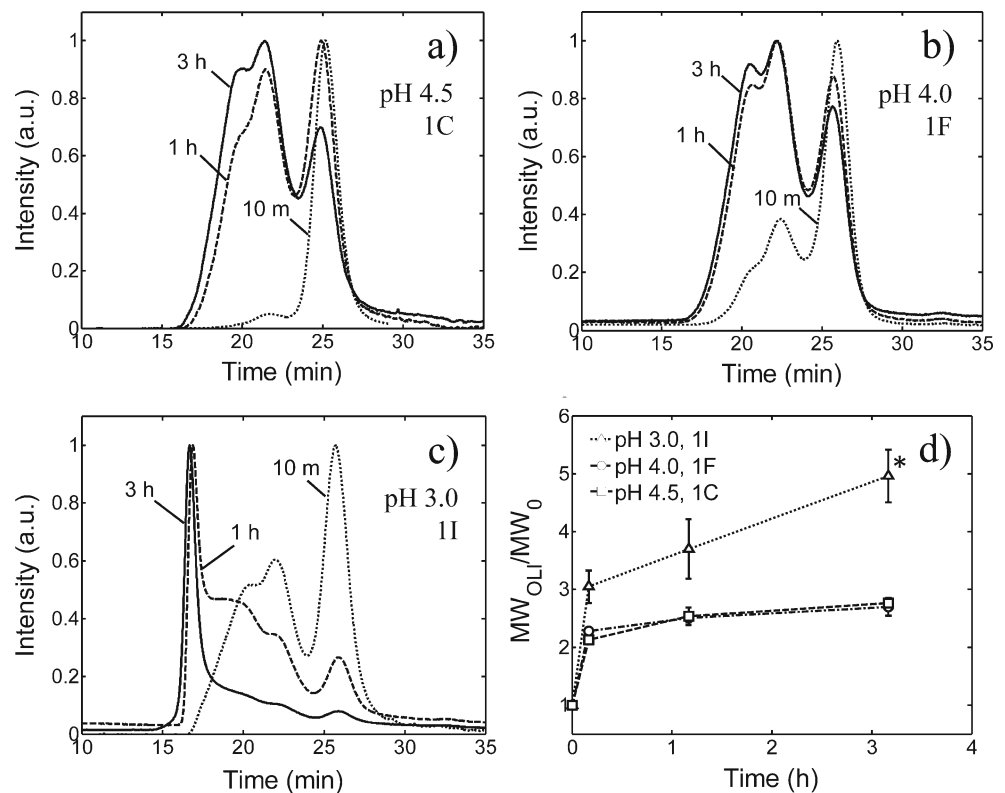 a)
pH 4.5
1C
3 h
1 h
10 m
Intensity (a.u.)
1
0.8
0.6
0.4
0.2
0
10 15 20 25 30 35
Time (min)
b)
pH 4.0
1F
3 h
1 h
10 m
Intensity (a.u.)
1
0.8
0.6
0.4
0.2
0
10 15 20 25 30 35
Time (min)
c)
pH 3.0
1I
3 h
1 h
10 m
Intensity (a.u.)
1
0.8
0.6
0.4
0.2
0
10 15 20 25 30 35
Time (min)
d)
pH 3.0, 1I
pH 4.0, 1F
pH 4.5, 1C
*
MW_OLI/MW_0
6
5
4
3
2
1
0 1 2 3 4
Time (h)